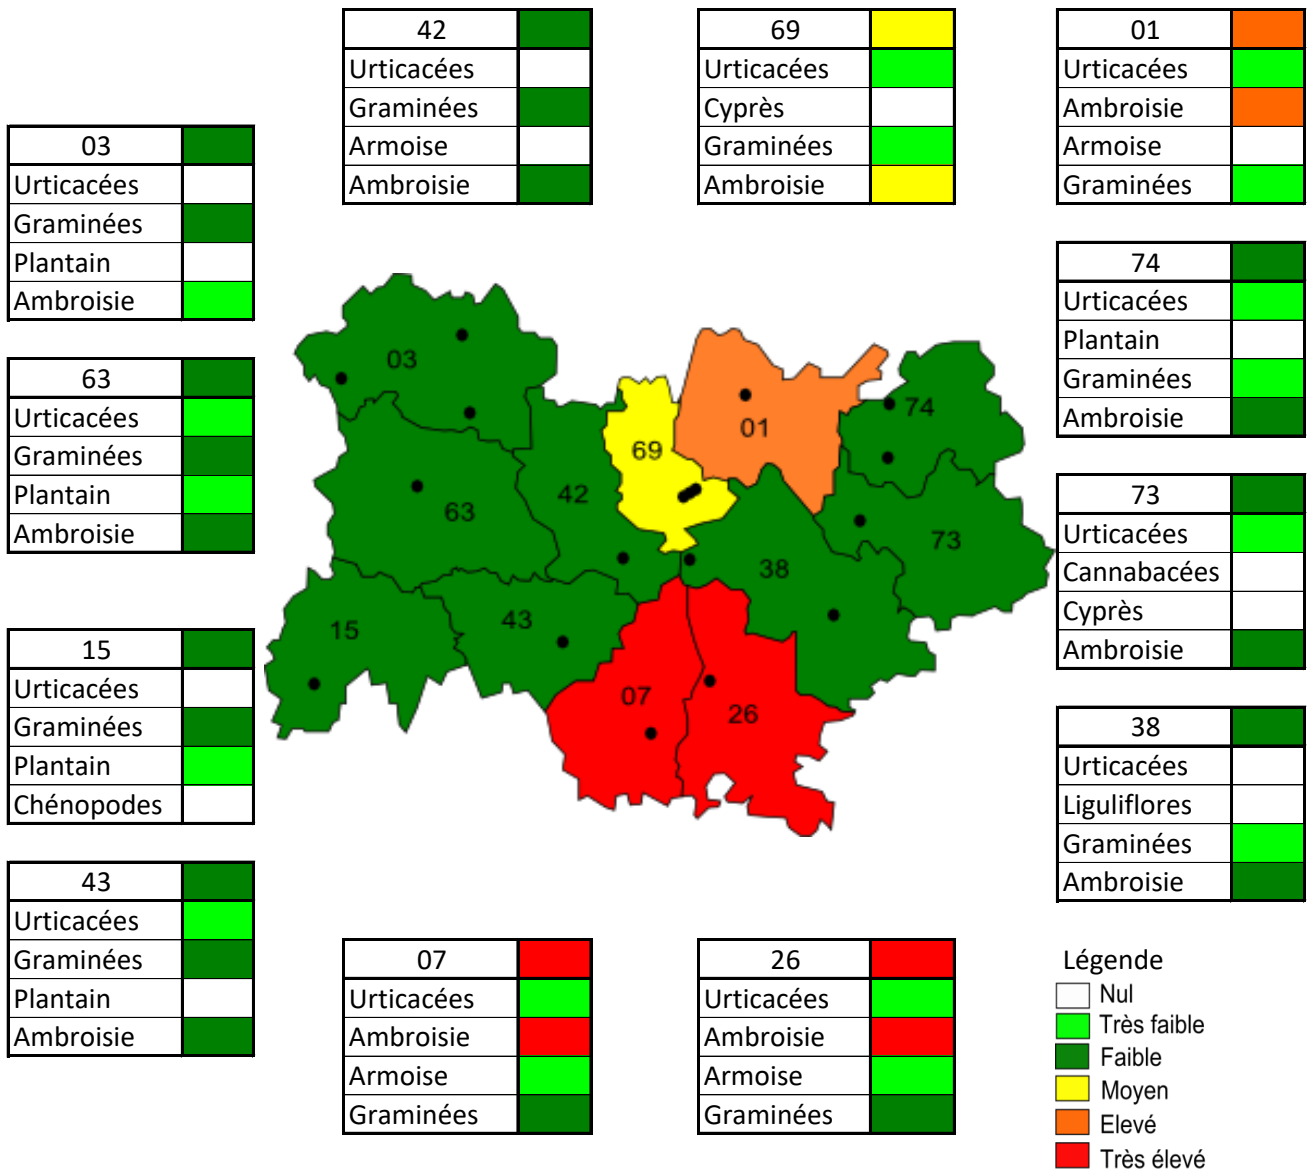 42
Urticacées
Graminées
Armoise
Ambroisie
69
Urticacées
Cyprès
Graminées
Ambroisie
01
Urticacées
Ambroisie
Armoise
Graminées
03
Urticacées
Graminées
Plantain
Ambroisie
74
Urticacées
Plantain
Graminées
Ambroisie
63
Urticacées
Graminées
Plantain
Ambroisie
03
74
01
69
42
63
73
38
43
15
07
26
73
Urticacées
Cannabacées
Cyprès
Ambroisie
15
Urticacées
Graminées
Plantain
Chénopodes
38
Urticacées
Liguliflores
Graminées
Ambroisie
43
Urticacées
Graminées
Plantain
Ambroisie
07
Urticacées
Ambroisie
Armoise
Graminées
26
Urticacées
Ambroisie
Armoise
Graminées
Légende
Nul
Très faible
Faible
Moyen
Elevé
Très élevé